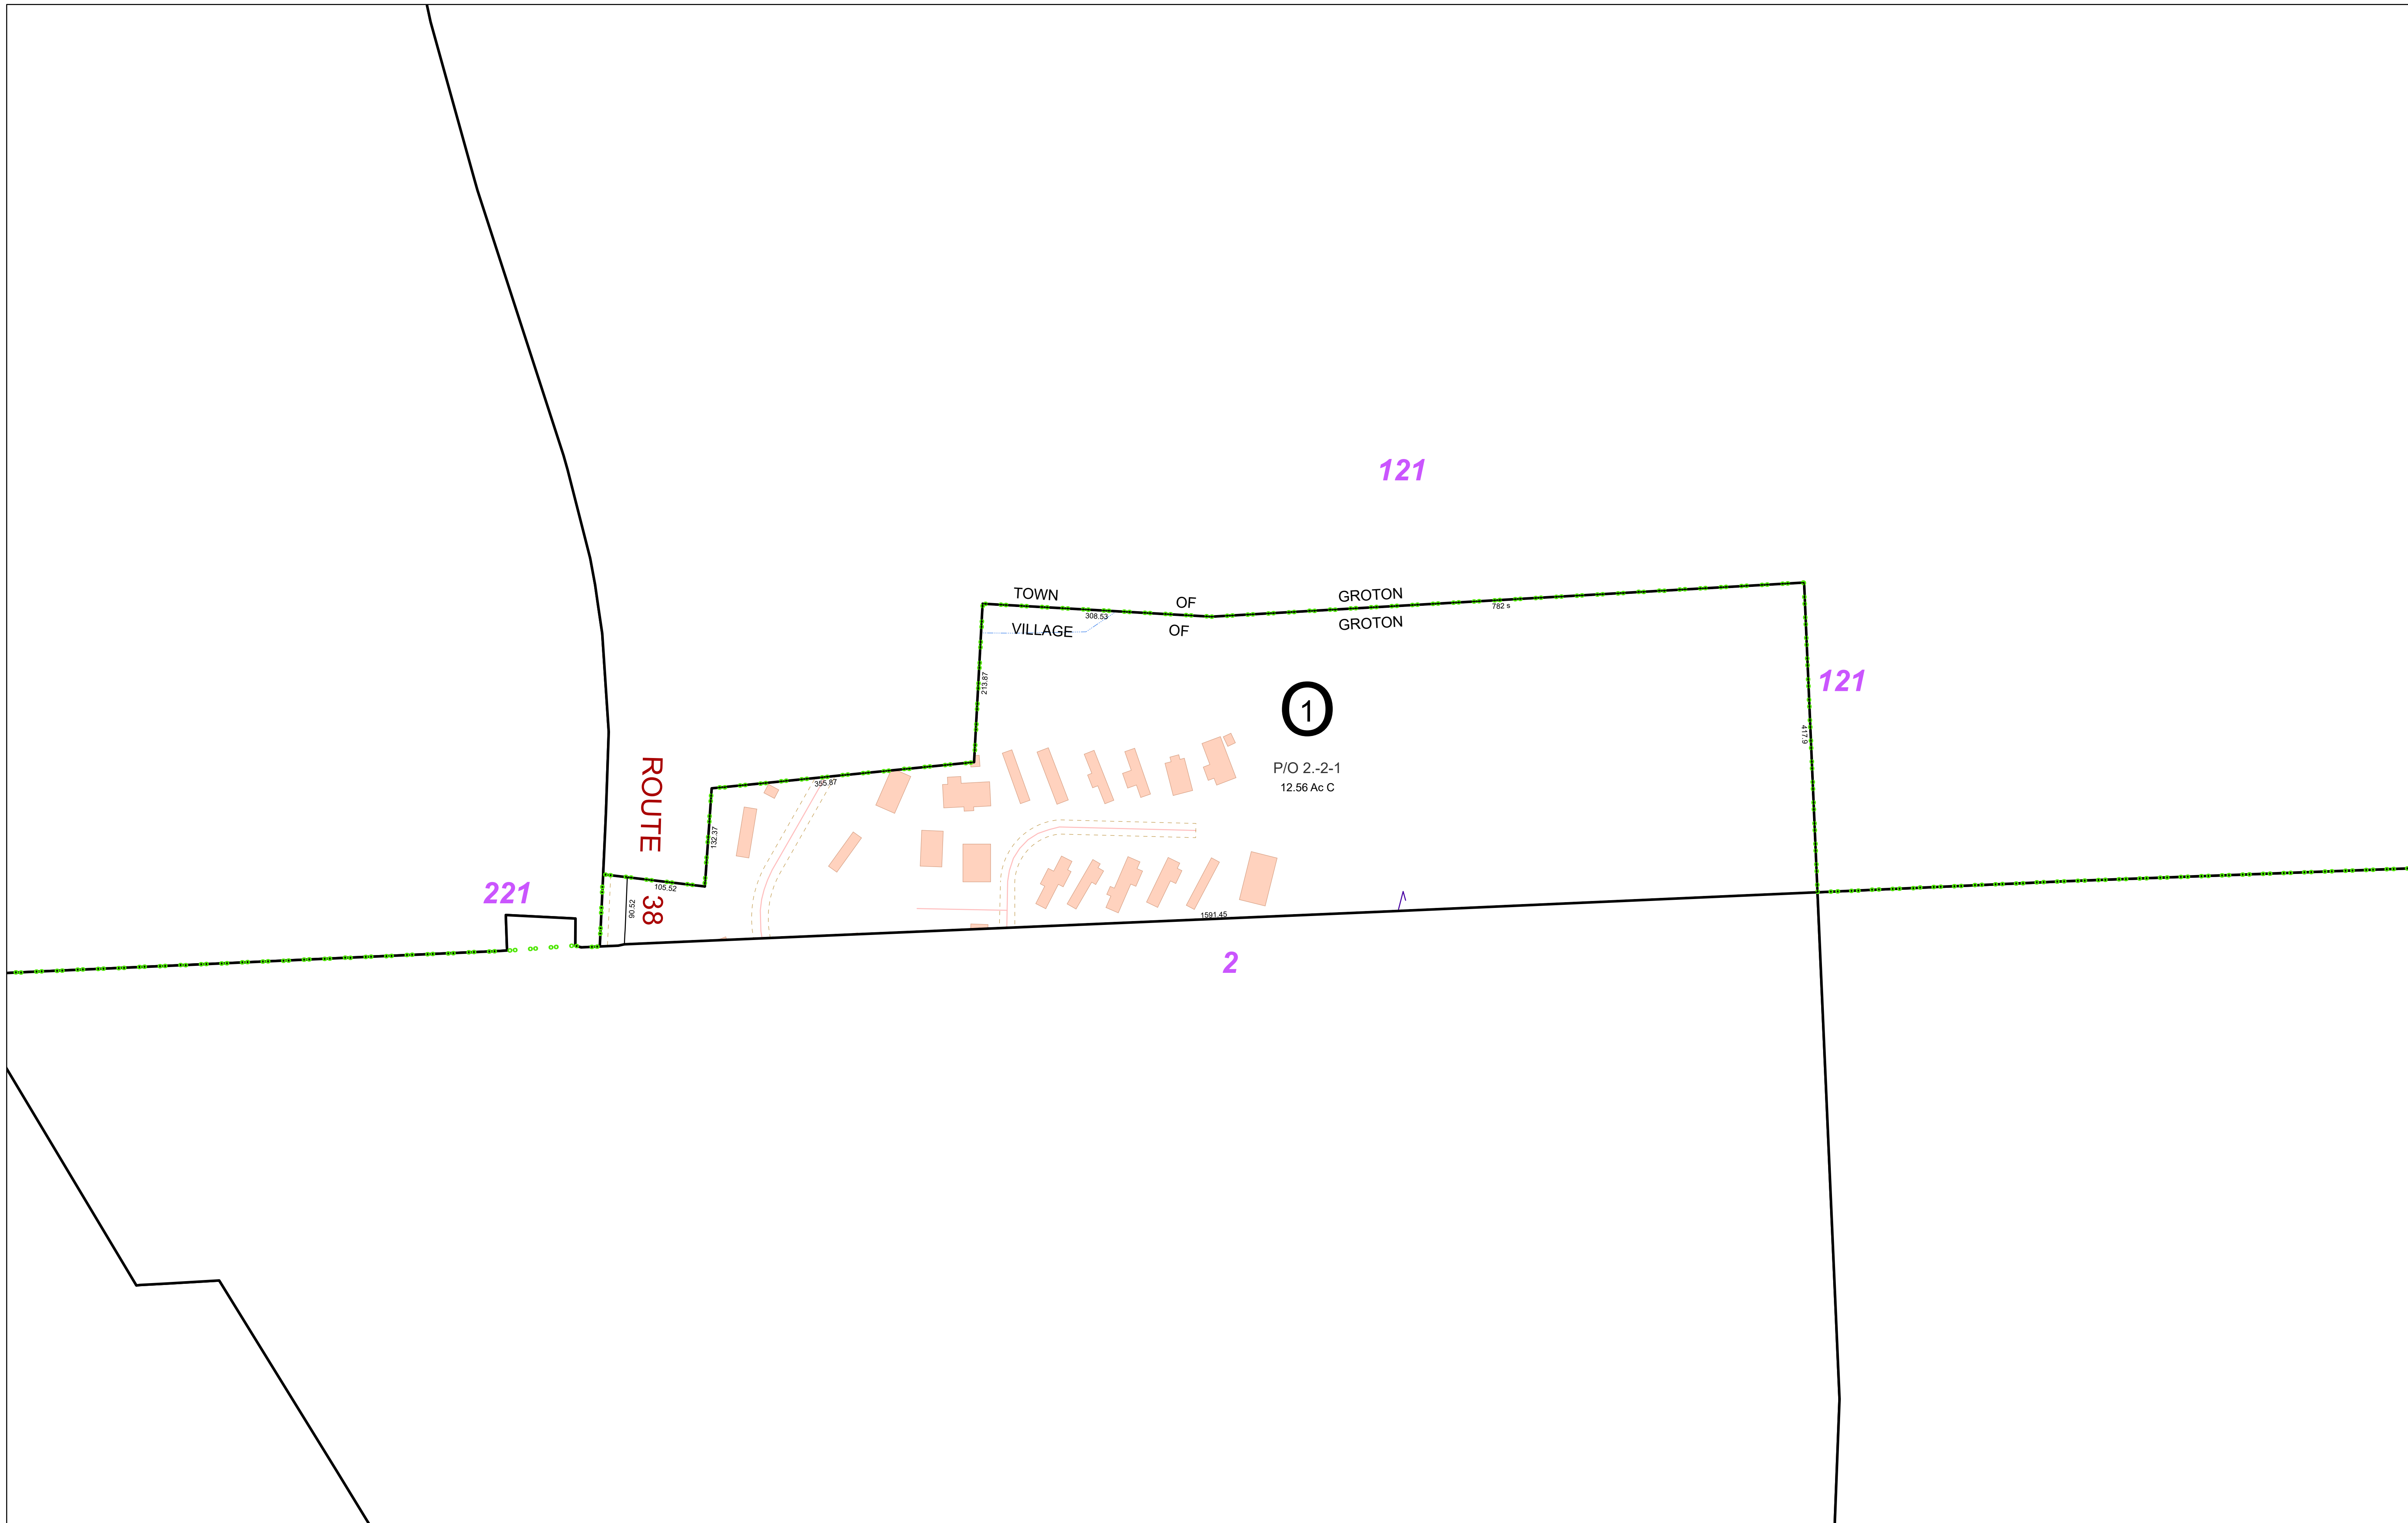 121
TOWN OF GROTON
308.53
782 s
VILLAGE OF GROTON
213.87
121
1
417.9
P/O 2.-2-1
12.56 Ac C
355.87
ROUTE 38
132.37
105.52
221
90.52
1591.45
2